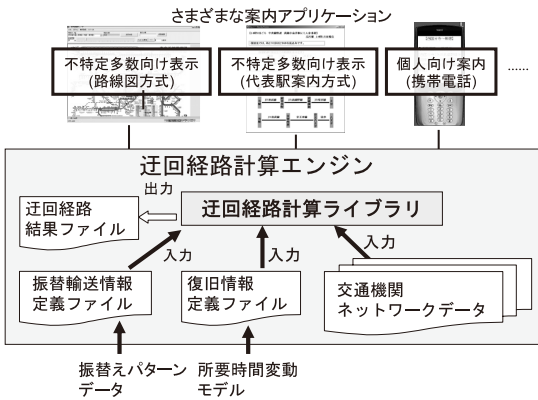 さまざまな案内アプリケーション
不特定多数向け表示
(路線図方式)
不特定多数向け表示
(代表駅案内方式)
個人向け案内
(携帯電話)
......
迂回経路計算エンジン
出力
迂回経路
結果ファイル
迂回経路計算ライブラリ
入力
入力
入力
振替輸送情報
定義ファイル
復旧情報
定義ファイル
交通機関
ネットワークデータ
振替えパターン
データ
所要時間変動
モデル